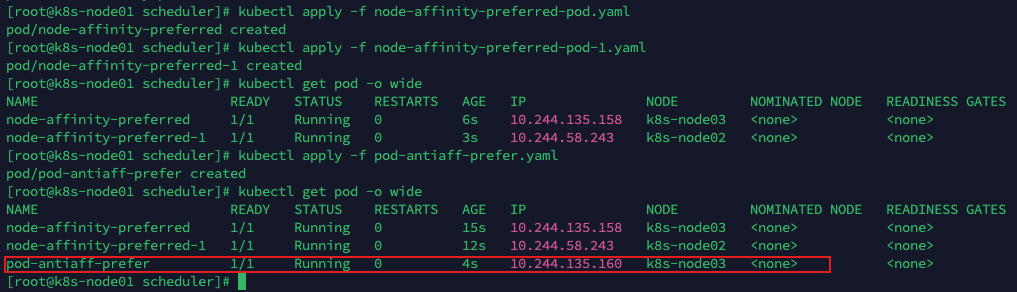 [root@k8s-node01 scheduler]# kubectl apply -f node-affinity-preferred-pod.yaml
pod/node-affinity-preferred created
[root@k8s-node01 scheduler]# kubectl apply -f node-affinity-preferred-pod-1.yaml
pod/node-affinity-preferred-1 created
[root@k8s-node01 scheduler]# kubectl get pod -o wide
NAME READY STATUS RESTARTS AGE IP NODE NOMINATED NODE READINESS GATES
node-affinity-preferred 1/1 Running 0 6s 10.244.135.158 k8s-node03 <none> <none>
node-affinity-preferred-1 1/1 Running 0 3s 10.244.58.243 k8s-node02 <none> <none>
[root@k8s-node01 scheduler]# kubectl apply -f pod-antiaff-prefer.yaml
pod/pod-antiaff-prefer created
[root@k8s-node01 scheduler]# kubectl get pod -o wide
NAME READY STATUS RESTARTS AGE IP NODE NOMINATED NODE READINESS GATES
node-affinity-preferred 1/1 Running 0 15s 10.244.135.158 k8s-node03 <none> <none>
node-affinity-preferred-1 1/1 Running 0 12s 10.244.58.243 k8s-node02 <none> <none>
pod-antiaff-prefer 1/1 Running 0 4s 10.244.135.160 k8s-node03 <none> <none>
[root@k8s-node01 scheduler]#